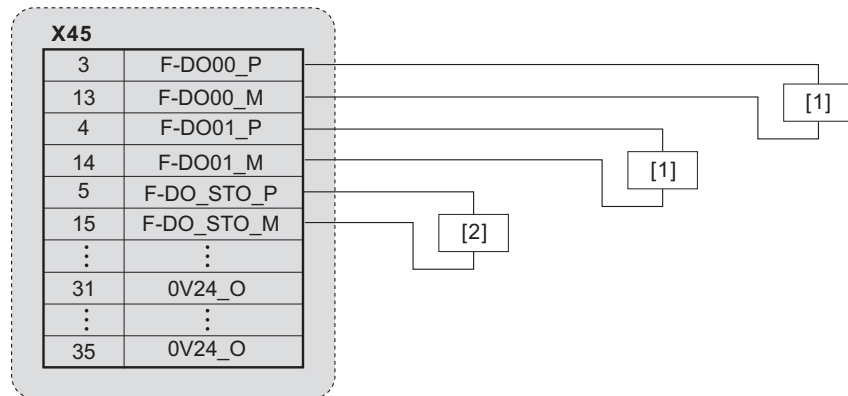 X45
3 F-DO00_P
13 F-DO00_M
[1]
4 F-DO01_P
14 F-DO01_M
[1]
5 F-DO_STO_P
15 F-DO_STO_M
[2]
⋮ ⋮
31 0V24_O
⋮ ⋮
35 0V24_O